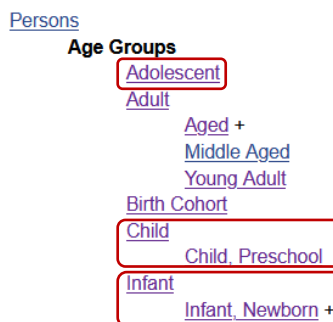 Persons
Age Groups
Adolescent
Adult
Aged +
Middle Aged
Young Adult
Birth Cohort
Child
Child, Preschool
Infant
Infant, Newborn +